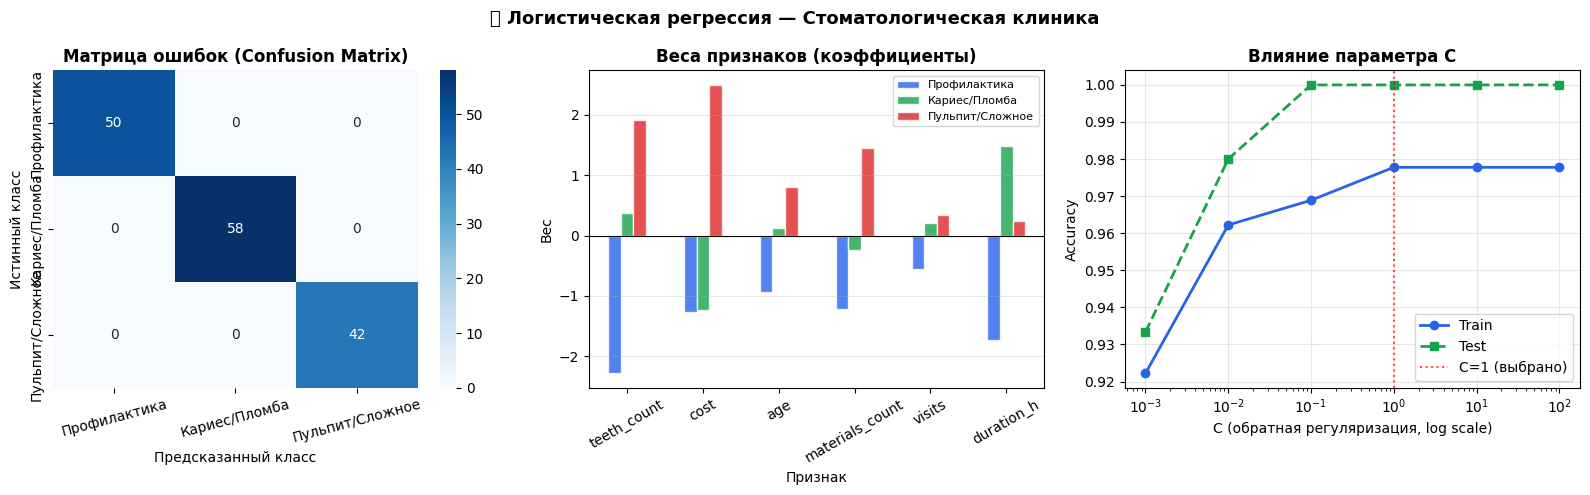 Логистическая регрессия — Стоматологическая клиника
Матрица ошибок (Confusion Matrix)
Истинный класс
Профилактика
Кариес/Пломба
Пульпит/Сложное
50 0 0
0 58 0
0 0 42
Профилактика Кариес/Пломба Пульпит/Сложное
Предсказанный класс
50
40
30
20
10
0
Веса признаков (коэффициенты)
Профилактика
Кариес/Пломба
Пульпит/Сложное
Вес
2
1
0
−1
−2
teeth_count cost age materials_count visits duration_h
Признак
Влияние параметра C
Accuracy
1.00
0.99
0.98
0.97
0.96
0.95
0.94
0.93
0.92
Train
Test
C=1 (выбрано)
10⁻³ 10⁻² 10⁻¹ 10⁰ 10¹ 10²
C (обратная регуляризация, log scale)